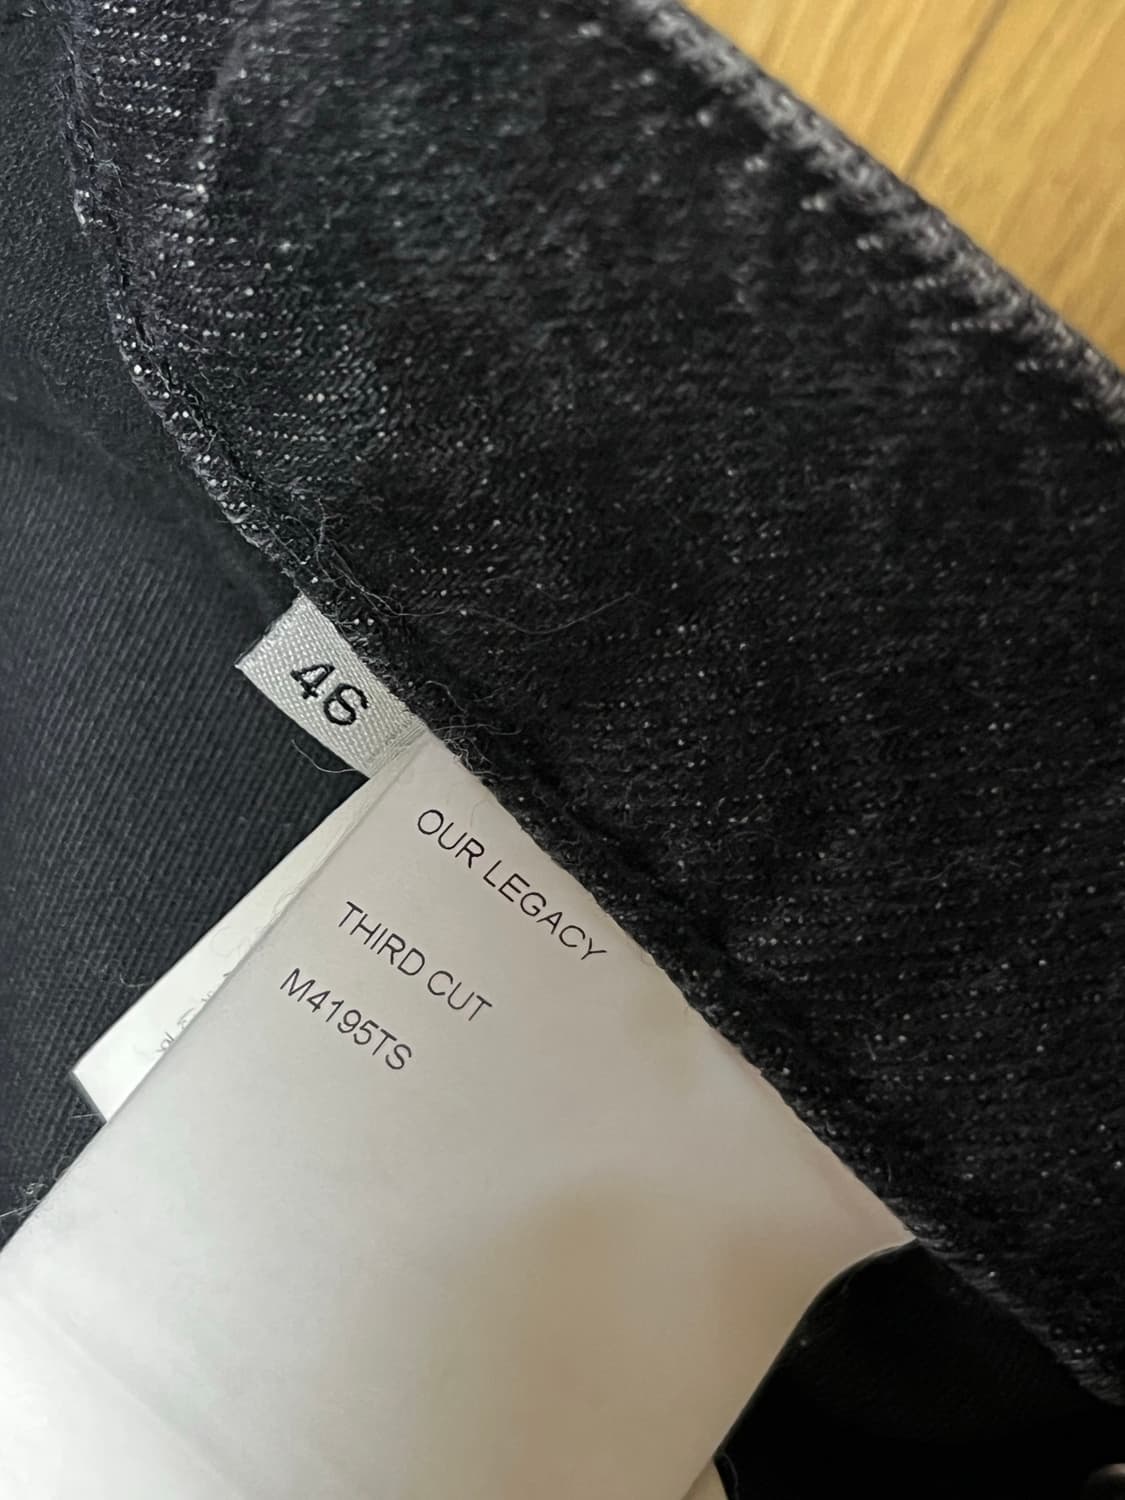 46
OUR LEGACY
THIRD CUT
M4195TS